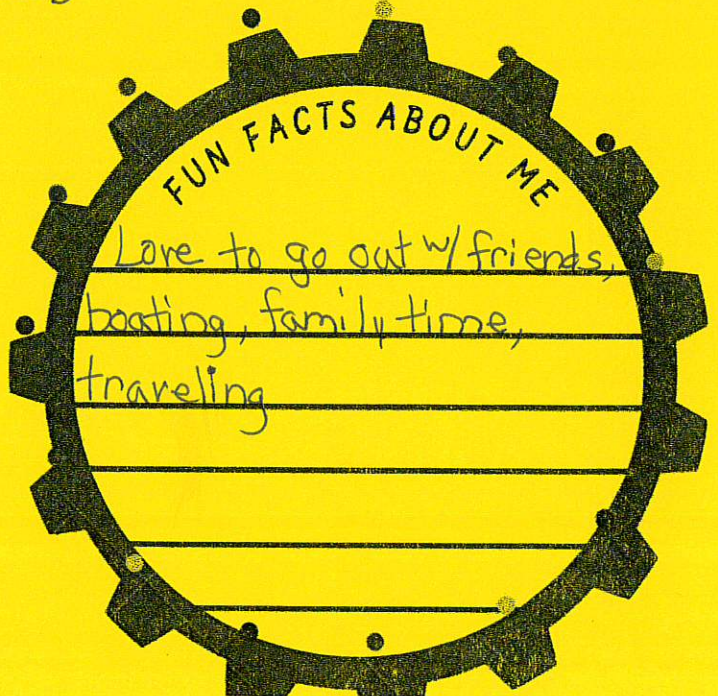 FUN FACTS ABOUT ME
Love to go out w/ friends,
boating, family time,
traveling